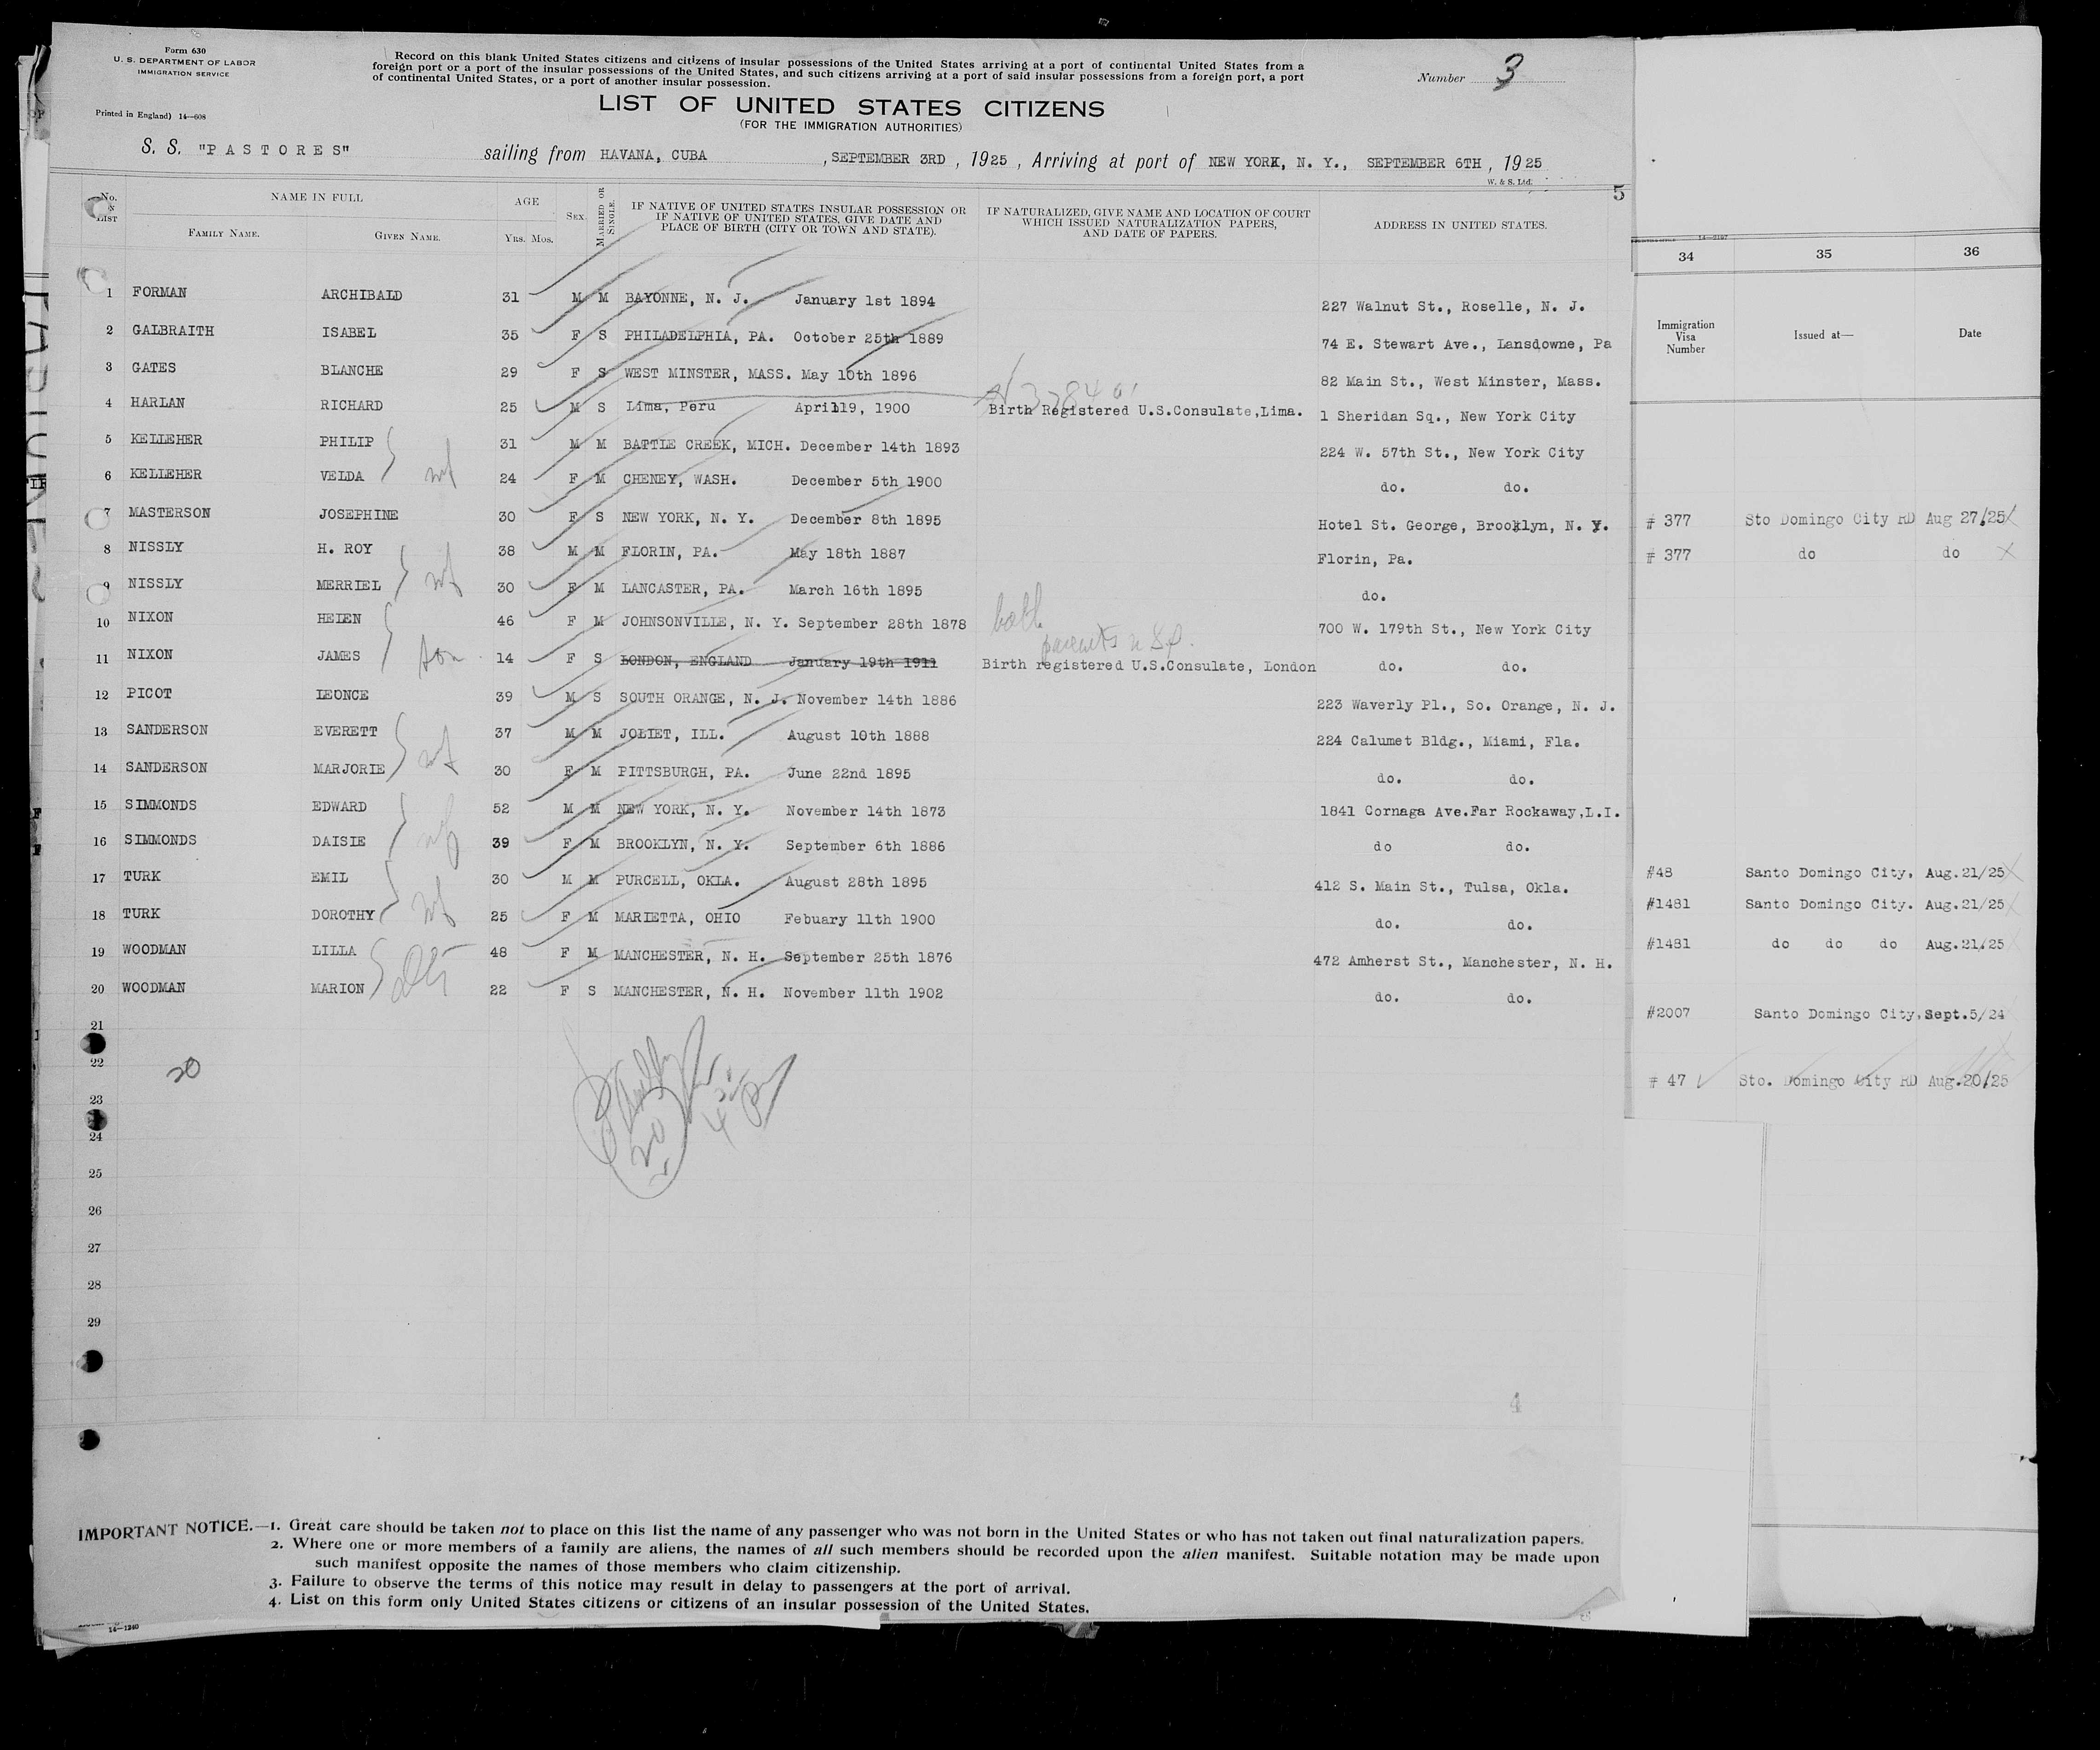 Form 630
U. S. DEPARTMENT OF LABOR
IMMIGRATION SERVICE
Printed in England) 14—608
Record on this blank United States citizens and citizens of insular possessions of the United States arriving at a port of continental United States from a
foreign port or a port of the insular possessions of the United States, and such citizens arriving at a port of said insular possessions from a foreign port, a port
of continental United States, or a port of another insular possession.
Number 3
LIST OF UNITED STATES CITIZENS
(FOR THE IMMIGRATION AUTHORITIES)
S. S. "PASTORES" sailing from HAVANA, CUBA , SEPTEMBER 3RD , 1925 , Arriving at port of NEW YORK, N. Y., SEPTEMBER 6TH , 1925
W. & S. Ltd.
5
No. LIST NAME IN FULL FAMILY NAME. GIVEN NAME. AGE YRS. MOS. SEX. MARRIED OR SINGLE. IF NATIVE OF UNITED STATES INSULAR POSSESSION OR IF NATIVE OF UNITED STATES, GIVE DATE AND PLACE OF BIRTH (CITY OR TOWN AND STATE). IF NATURALIZED, GIVE NAME AND LOCATION OF COURT WHICH ISSUED NATURALIZATION PAPERS, AND DATE OF PAPERS. ADDRESS IN UNITED STATES.
1 FORMAN ARCHIBALD 31 M M BAYONNE, N. J. January 1st 1894 227 Walnut St., Roselle, N. J.
2 GALBRAITH ISABEL 35 F S PHILADELPHIA, PA. October 25th 1889 74 E. Stewart Ave., Lansdowne, Pa
3 GATES BLANCHE 29 F S WEST MINSTER, MASS. May 10th 1896 82 Main St., West Minster, Mass.
4 HARLAN RICHARD 25 M S Lima, Peru April19, 1900 Birth Registered U.S.Consulate,Lima. 1 Sheridan Sq., New York City
5 KELLEHER PHILIP 31 M M BATTLE CREEK, MICH. December 14th 1893 224 W. 57th St., New York City
6 KELLEHER VELDA wf 24 F M CHENEY, WASH. December 5th 1900 do. do.
7 MASTERSON JOSEPHINE 30 F S NEW YORK, N. Y. December 8th 1895 Hotel St. George, Brooklyn, N. Y.
8 NISSLY H. ROY 38 M M FLORIN, PA. May 18th 1887 Florin, Pa.
9 NISSLY MERRIEL wf 30 F M LANCASTER, PA. March 16th 1895 do.
10 NIXON HELEN 46 F M JOHNSONVILLE, N. Y. September 28th 1878 both 700 W. 179th St., New York City
parents
11 NIXON JAMES son 14 F S LONDON, ENGLAND January 19th 1911 Birth registered U.S.Consulate, London do. do.
12 PICOT LEONCE 39 M S SOUTH ORANGE, N. J. November 14th 1886 223 Waverly Pl., So. Orange, N. J.
13 SANDERSON EVERETT 37 M M JOLIET, ILL. August 10th 1888 224 Calumet Bldg., Miami, Fla.
14 SANDERSON MARJORIE wf 30 F M PITTSBURGH, PA. June 22nd 1895 do. do.
15 SIMMONDS EDWARD 52 M M NEW YORK, N. Y. November 14th 1873 1841 Cornaga Ave.Far Rockaway,L.I.
16 SIMMONDS DAISIE wf 39 F M BROOKLYN, N. Y. September 6th 1886 do do.
17 TURK EMIL 30 M M PURCELL, OKLA. August 28th 1895 412 S. Main St., Tulsa, Okla.
18 TURK DOROTHY wf 25 F M MARIETTA, OHIO Febuary 11th 1900 do. do.
19 WOODMAN LILLA 48 F M MANCHESTER, N. H. September 25th 1876 472 Amherst St., Manchester, N. H.
20 WOODMAN MARION 22 F S MANCHESTER, N. H. November 11th 1902 do. do.
21
22
20
23
24
25
26
27
28
29
4
IMPORTANT NOTICE.—1. Great care should be taken not to place on this list the name of any passenger who was not born in the United States or who has not taken out final naturalization papers.
2. Where one or more members of a family are aliens, the names of all such members should be recorded upon the alien manifest. Suitable notation may be made upon
such manifest opposite the names of those members who claim citizenship.
3. Failure to observe the terms of this notice may result in delay to passengers at the port of arrival.
4. List on this form only United States citizens or citizens of an insular possession of the United States.
14—1240
34 35 36
Immigration Visa Number Issued at— Date
# 377 Sto Domingo City RD Aug 27/25
# 377 do do
#48 Santo Domingo City. Aug.21/25
#1481 Santo Domingo City. Aug.21/25
#1481 do do do Aug.21/25
#2007 Santo Domingo City, Sept.5/24
# 47 Sto. Domingo City RD Aug.20/25